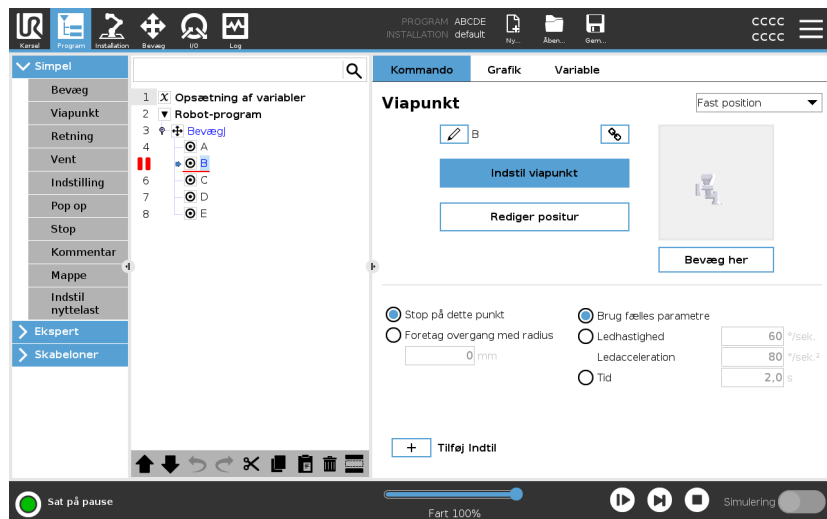 PROGRAM ABCDE
INSTALLATION default
Kørsel Program Installation Bevæg I/O Log Ny... Åben... Gem...
CCCC
CCCC
Simpel
Bevæg
Viapunkt
Retning
Vent
Indstilling
Pop op
Stop
Kommentar
Mappe
Indstil
nyttelast
Ekspert
Skabeloner
1 X Opsætning af variabler
2 Robot-program
3 BevægJ
4 A
B
6 C
7 D
8 E
Kommando Grafik Variable
Viapunkt Fast position
B
Indstil viapunkt
Rediger positur
Bevæg her
Stop på dette punkt
Foretag overgang med radius
0 mm
Brug fælles parametre
Ledhastighed 60 °/sek.
Ledacceleration 80 °/sek.²
Tid 2,0 s
+ Tilføj Indtil
Sat på pause
Fart 100%
Simulering